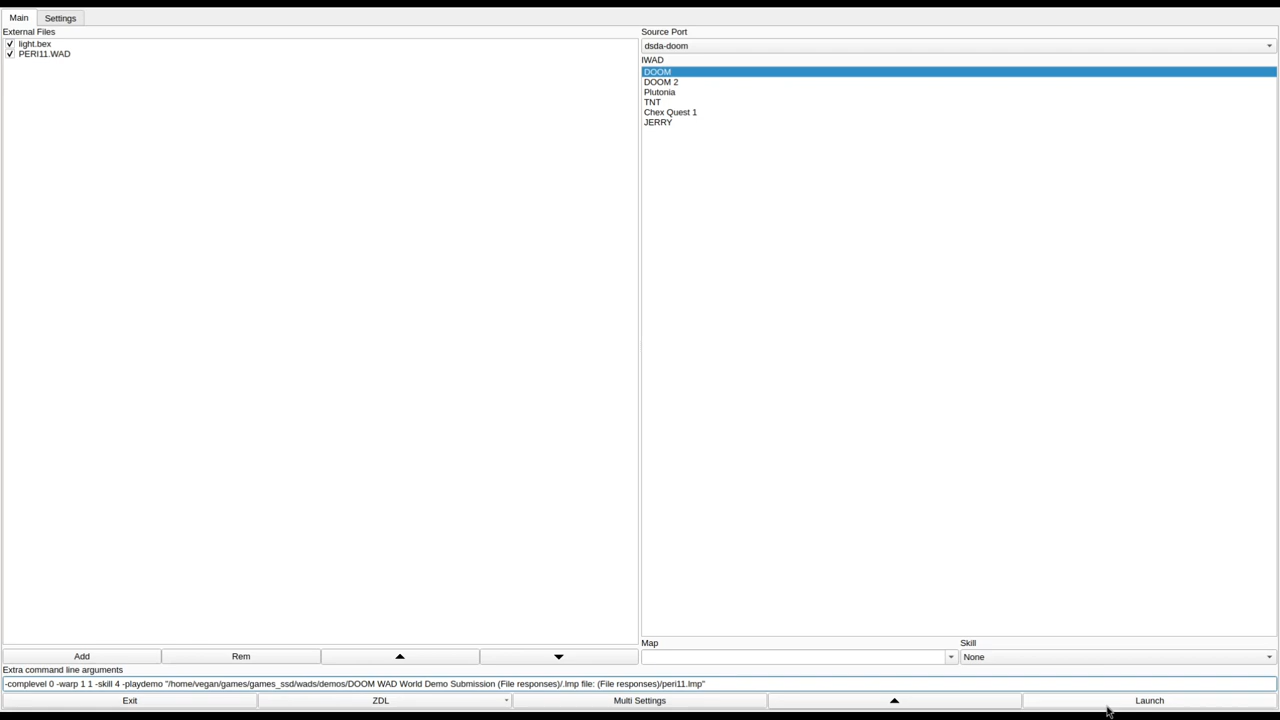 Main Settings
External Files
light.bex
PERI11.WAD
Source Port
dsda-doom
IWAD
DOOM
DOOM 2
Plutonia
TNT
Chex Quest 1
JERRY
Map Skill
None
Add Rem
Extra command line arguments
-complevel 0 -warp 1 1 -skill 4 -playdemo "/home/vegan/games/games_ssd/wads/demos/DOOM WAD World Demo Submission (File responses)/.lmp file: (File responses)/peri11.lmp"
Exit ZDL Multi Settings Launch